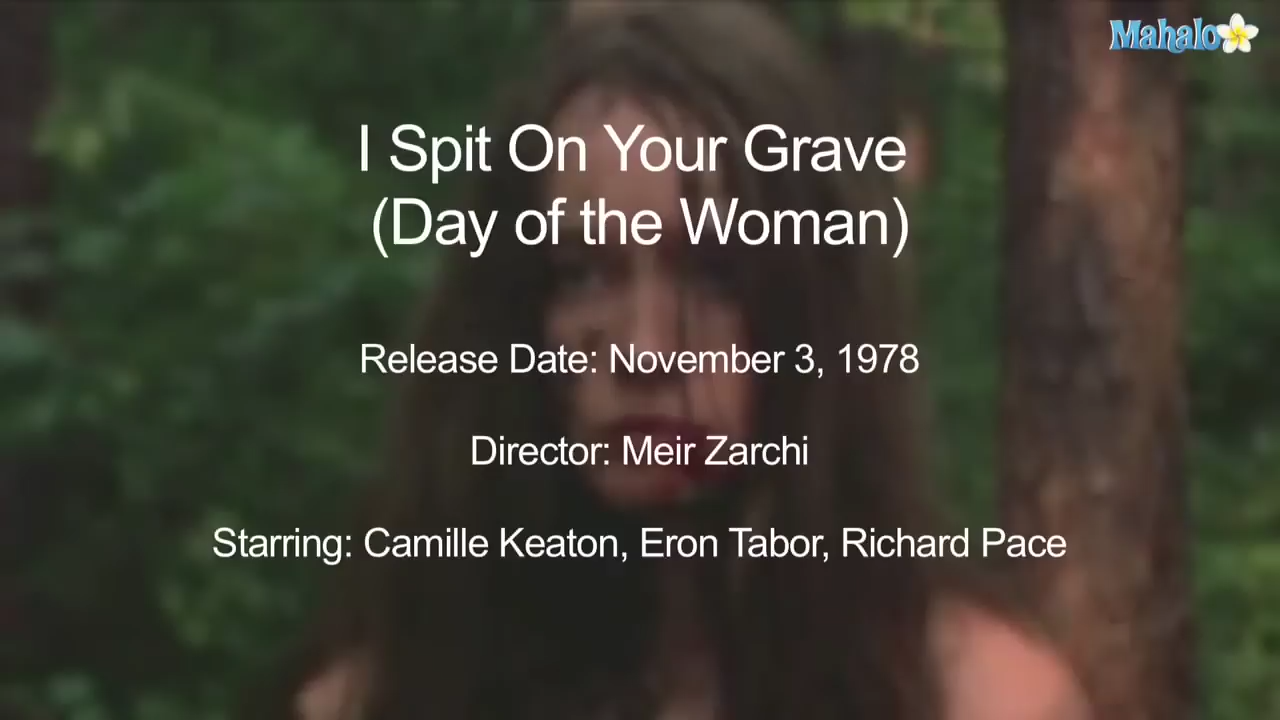 Mahalo
I Spit On Your Grave
(Day of the Woman)
Release Date: November 3, 1978
Director: Meir Zarchi
Starring: Camille Keaton, Eron Tabor, Richard Pace